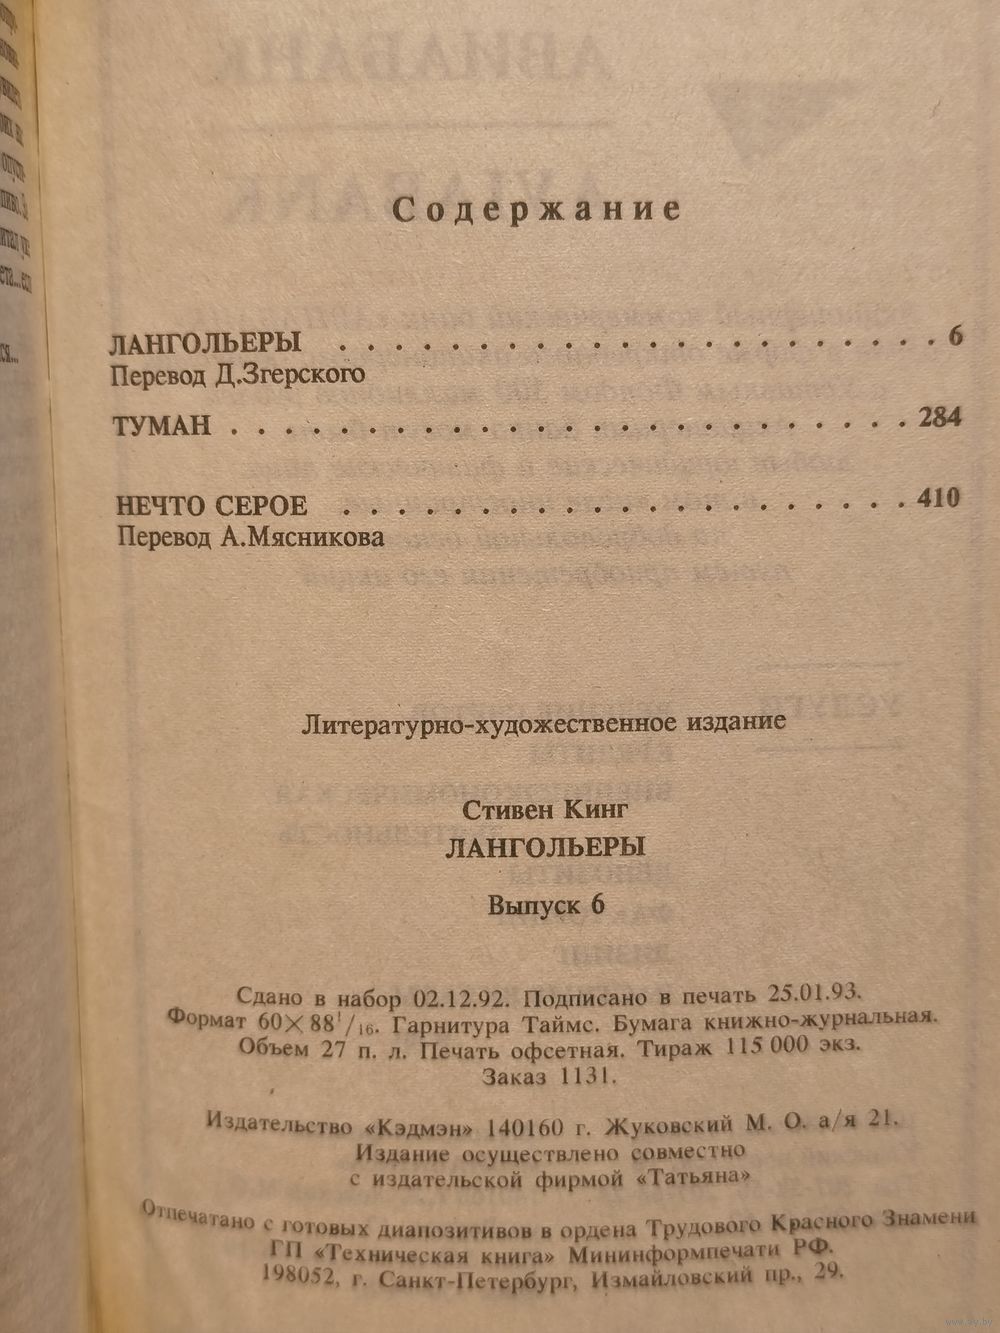 Содержание
ЛАНГОЛЬЕРЫ . . . . . . . . . . . . . . . . . . . . . . 6
Перевод Д.Згерского
ТУМАН . . . . . . . . . . . . . . . . . . . . . . . . . 284
НЕЧТО СЕРОЕ . . . . . . . . . . . . . . . . . . . . . 410
Перевод А.Мясникова
Литературно-художественное издание
Стивен Кинг
ЛАНГОЛЬЕРЫ
Выпуск 6
Сдано в набор 02.12.92. Подписано в печать 25.01.93.
Формат 60×88 1/16. Гарнитура Таймс. Бумага книжно-журнальная.
Объем 27 п. л. Печать офсетная. Тираж 115 000 экз.
Заказ 1131.
Издательство «Кэдмэн» 140160 г. Жуковский М. О. а/я 21.
Издание осуществлено совместно
с издательской фирмой «Татьяна»
Отпечатано с готовых диапозитивов в ордена Трудового Красного Знамени
ГП «Техническая книга» Мининформпечати РФ.
198052, г. Санкт-Петербург, Измайловский пр., 29.